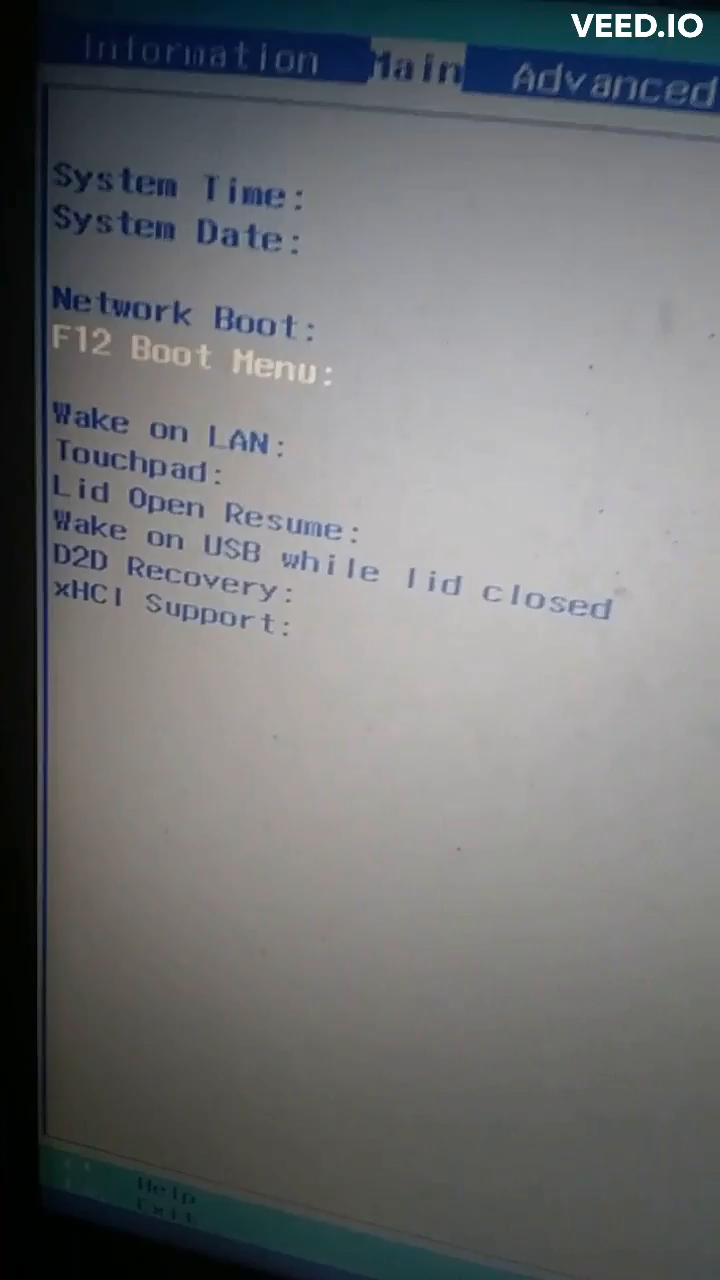 VEED.IO
Information Main Advanced
System Time:
System Date:
Network Boot:
F12 Boot Menu:
Wake on LAN:
Touchpad:
Lid Open Resume:
Wake on USB while lid closed
D2D Recovery:
xHCI Support:
Help
Exit